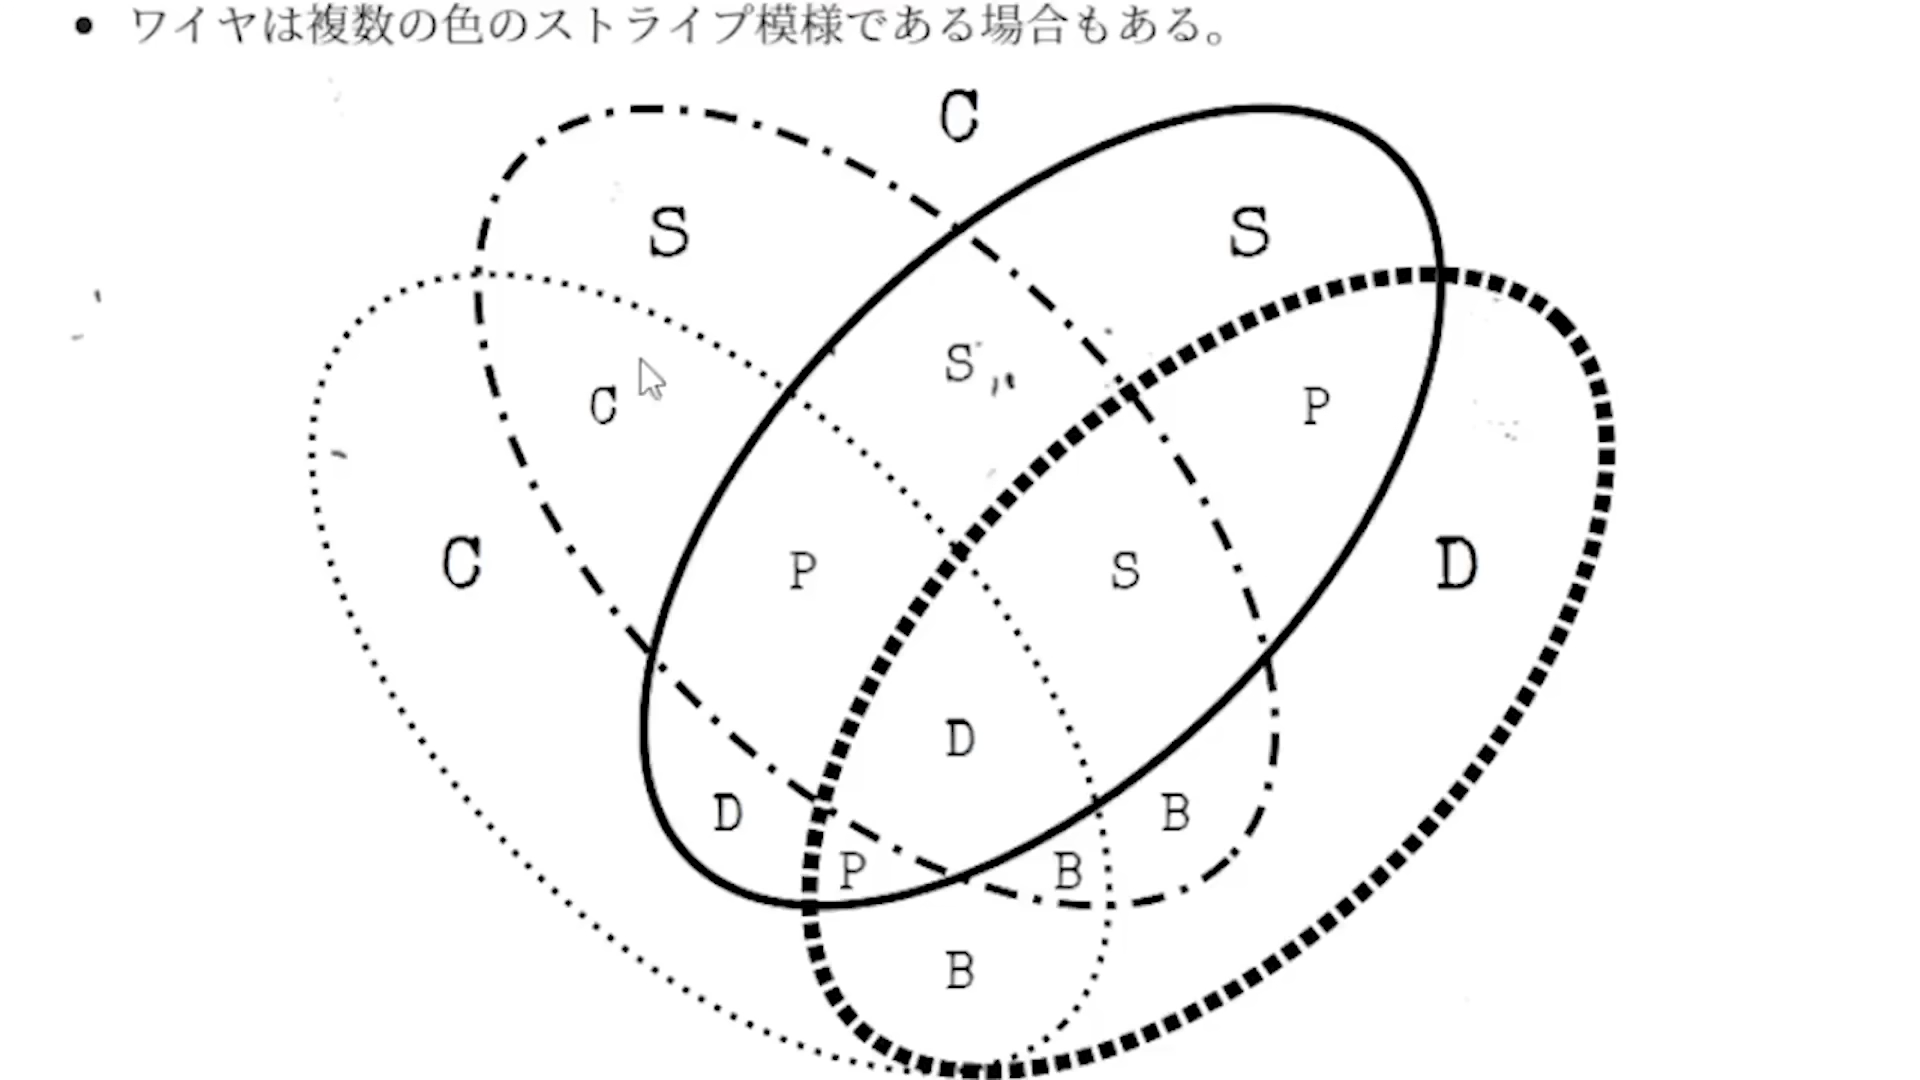 • ワイヤは複数の色のストライプ模様である場合もある。
C
S S
S
C P
C P S D
D
D B
P B
B